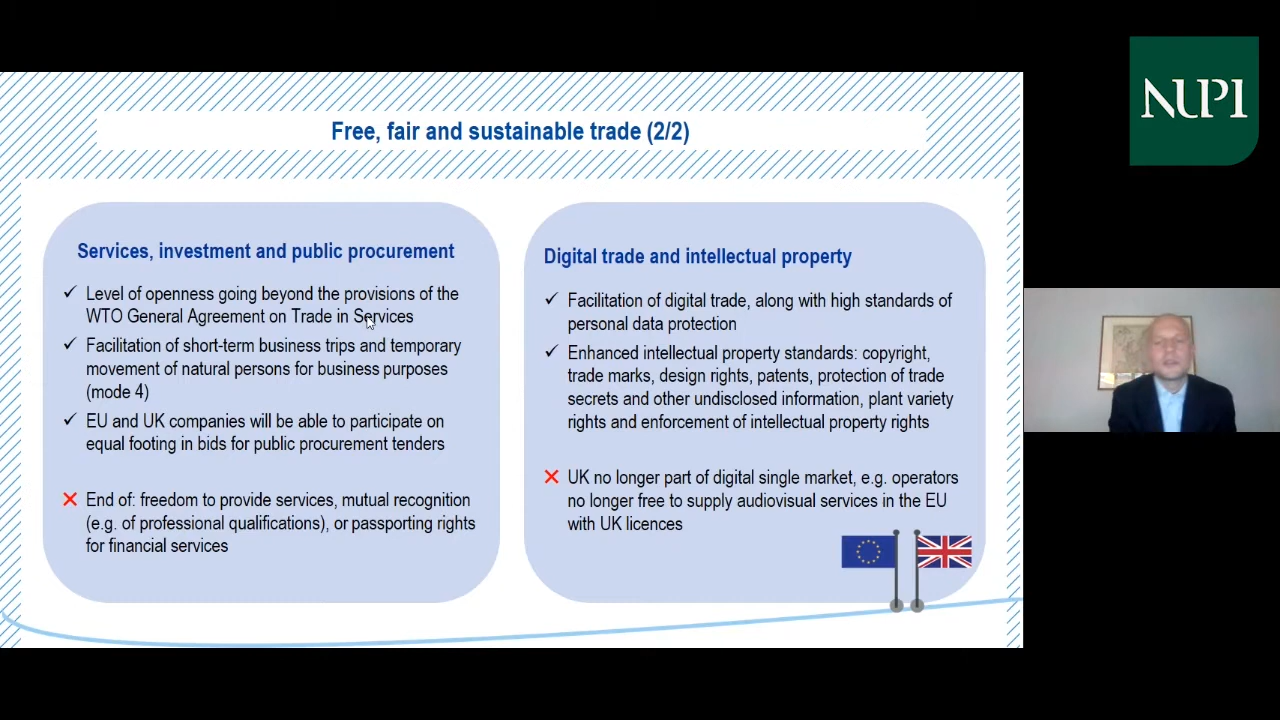 NUPI
Free, fair and sustainable trade (2/2)
Services, investment and public procurement
✓ Level of openness going beyond the provisions of the
WTO General Agreement on Trade in Services
✓ Facilitation of short-term business trips and temporary
movement of natural persons for business purposes
(mode 4)
✓ EU and UK companies will be able to participate on
equal footing in bids for public procurement tenders
✕ End of: freedom to provide services, mutual recognition
(e.g. of professional qualifications), or passporting rights
for financial services
Digital trade and intellectual property
✓ Facilitation of digital trade, along with high standards of
personal data protection
✓ Enhanced intellectual property standards: copyright,
trade marks, design rights, patents, protection of trade
secrets and other undisclosed information, plant variety
rights and enforcement of intellectual property rights
✕ UK no longer part of digital single market, e.g. operators
no longer free to supply audiovisual services in the EU
with UK licences